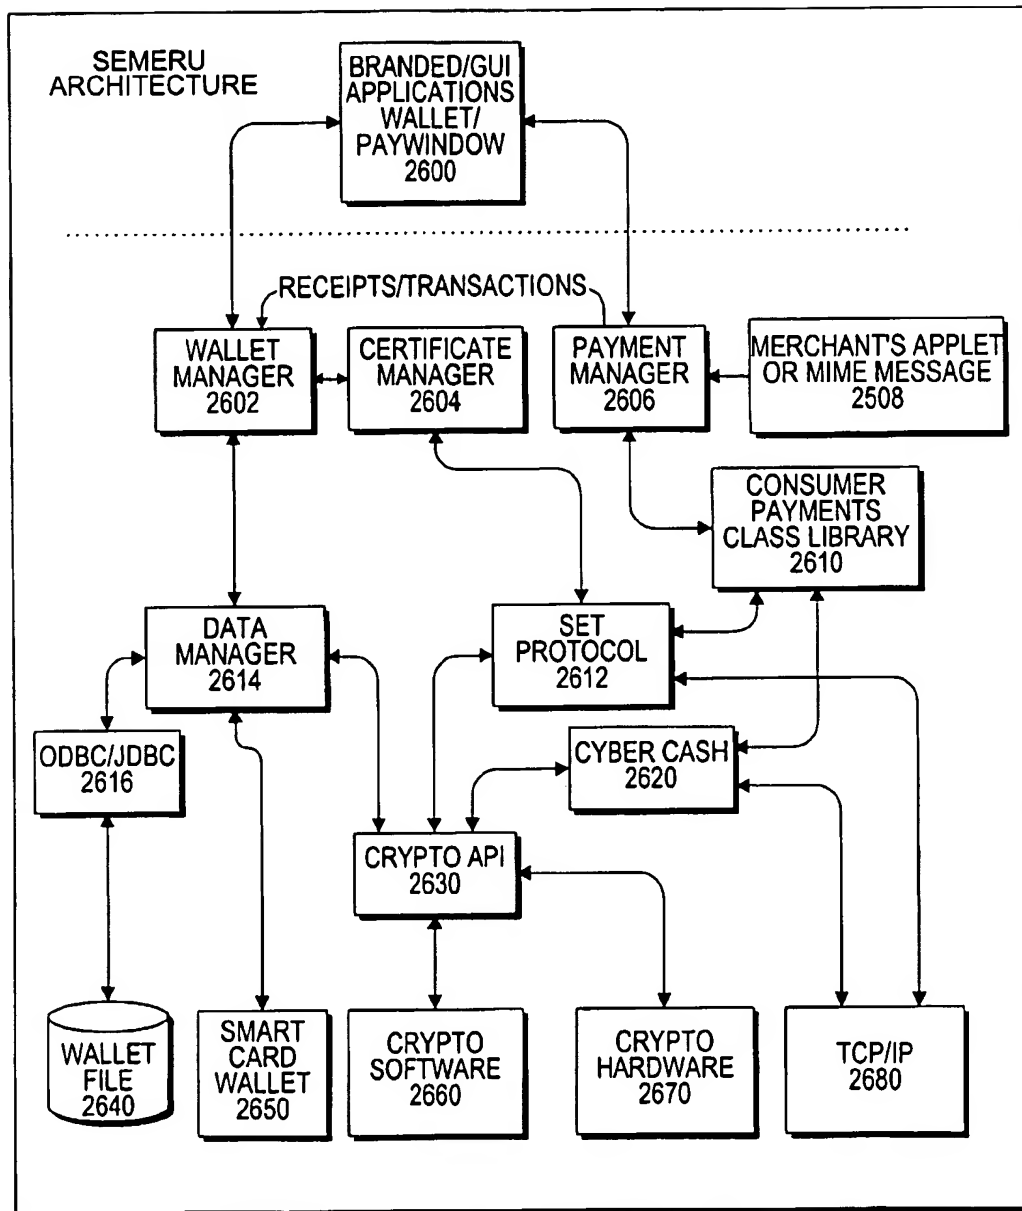 SEMERU
ARCHITECTURE
BRANDED/GUI
APPLICATIONS
WALLET/
PAYWINDOW
2600
RECEIPTS/TRANSACTIONS
WALLET
MANAGER
2602
CERTIFICATE
MANAGER
2604
PAYMENT
MANAGER
2606
MERCHANT'S APPLET
OR MIME MESSAGE
2508
CONSUMER
PAYMENTS
CLASS LIBRARY
2610
DATA
MANAGER
2614
SET
PROTOCOL
2612
ODBC/JDBC
2616
CYBER CASH
2620
CRYPTO API
2630
WALLET
FILE
2640
SMART
CARD
WALLET
2650
CRYPTO
SOFTWARE
2660
CRYPTO
HARDWARE
2670
TCP/IP
2680